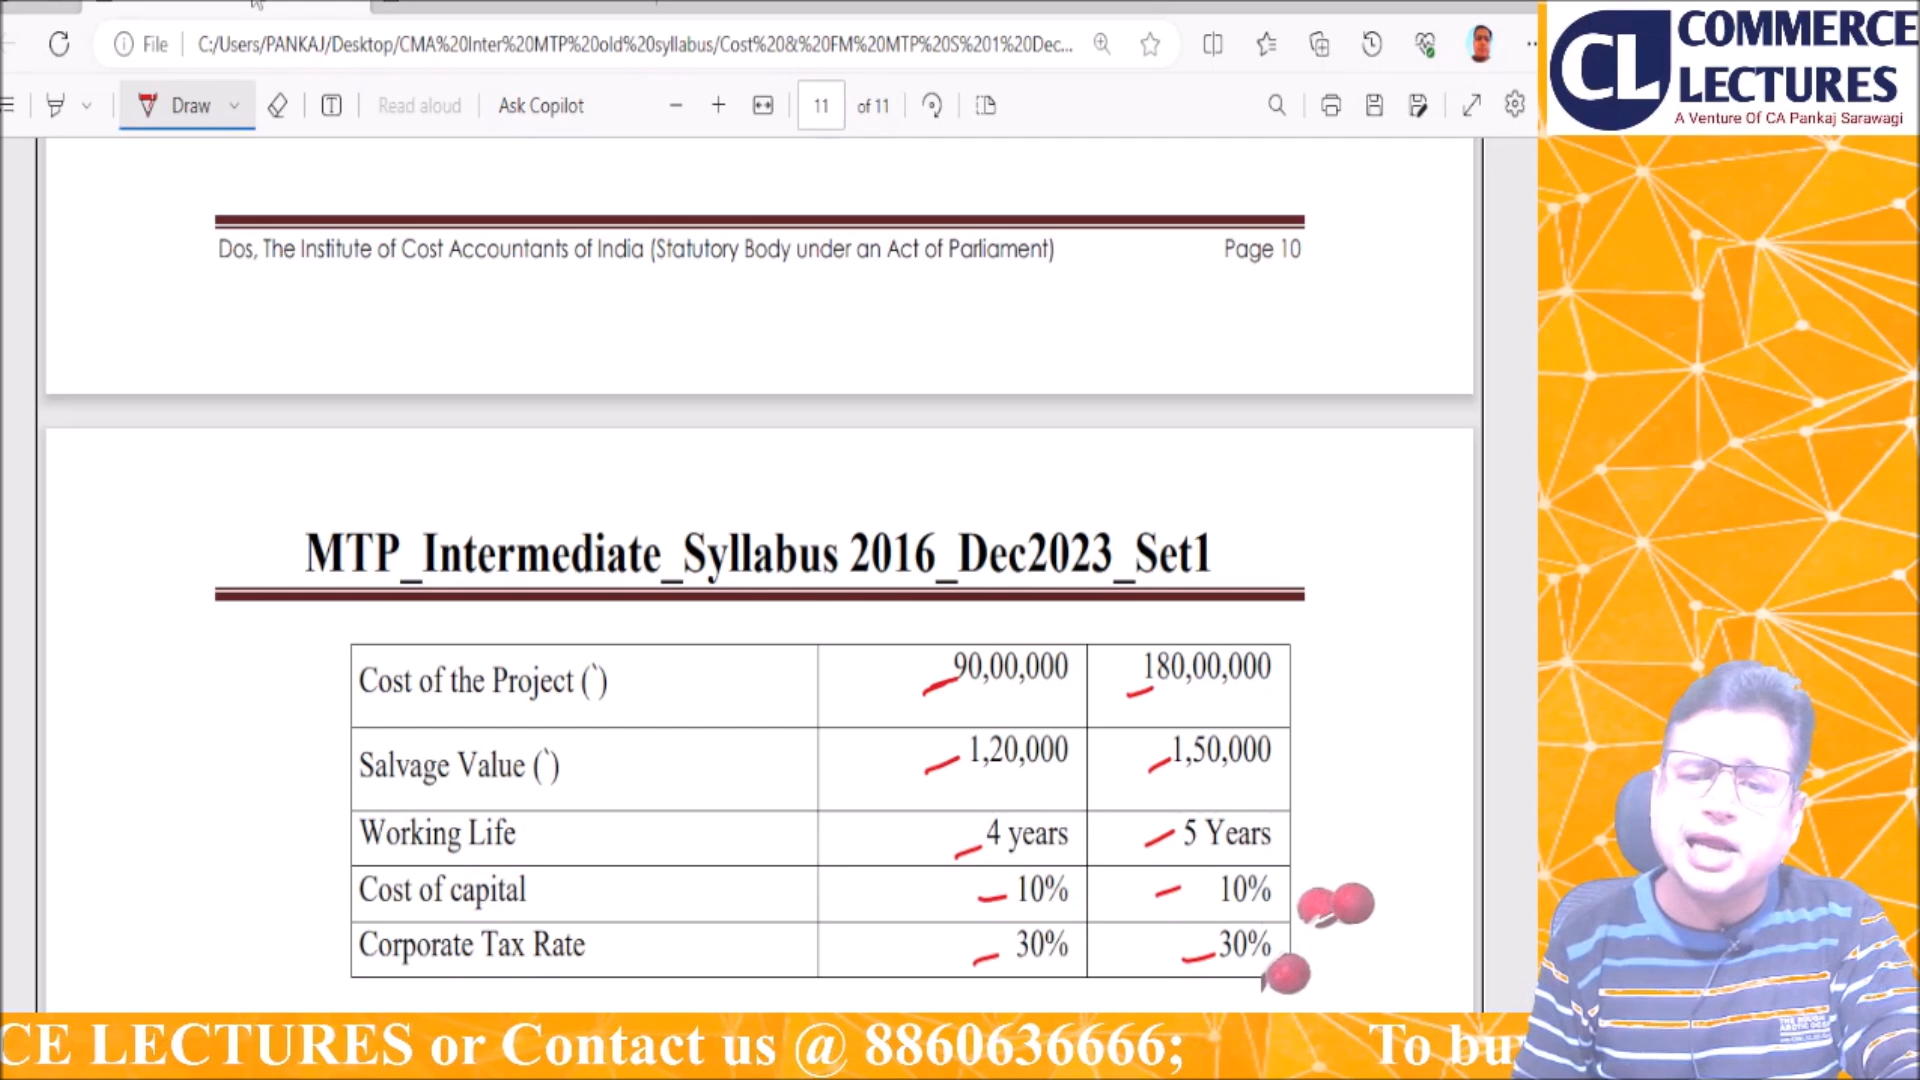 File
C:/Users/PANKAJ/Desktop/CMA%20Inter%20MTP%20old%20syllabus/Cost%20&%20FM%20MTP%20S%201%20Dec...
COMMERCE
LECTURES
A Venture Of CA Pankaj Sarawagi
CL
Draw
Read aloud
Ask Copilot
11
of 11
Dos, The Institute of Cost Accountants of India (Statutory Body under an Act of Parliament)
Page 10
MTP_Intermediate_Syllabus 2016_Dec2023_Set1
Cost of the Project (`) 90,00,000 180,00,000
Salvage Value (`) 1,20,000 1,50,000
Working Life 4 years 5 Years
Cost of capital 10% 10%
Corporate Tax Rate 30% 30%
CE LECTURES or Contact us @ 8860636666;
To bu